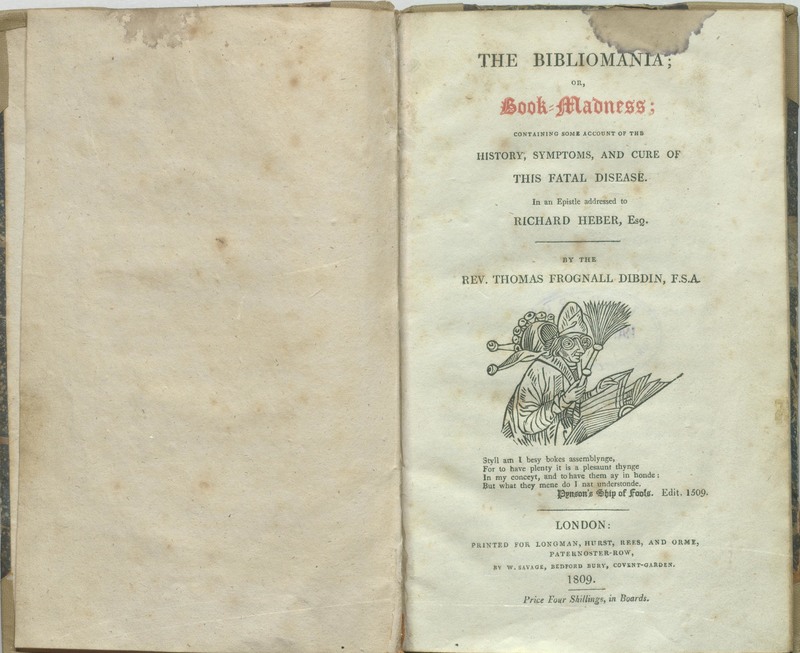 THE BIBLIOMANIA;
OR,
Book=Madness;
CONTAINING SOME ACCOUNT OF THE
HISTORY, SYMPTOMS, AND CURE OF
THIS FATAL DISEASE.
In an Epistle addressed to
RICHARD HEBER, Esq.
BY THE
REV. THOMAS FROGNALL DIBDIN, F.S.A.
Styll am I besy bokes assemblynge,
For to have plenty it is a plesaunt thynge
In my conceyt, and to have them ay in honde:
But what they mene do I nat understonde.
Pynson's Ship of Fools. Edit. 1509.
LONDON:
PRINTED FOR LONGMAN, HURST, REES, AND ORME,
PATERNOSTER-ROW,
BY W. SAVAGE, BEDFORD BURY, COVENT-GARDEN.
1809.
Price Four Shillings, in Boards.